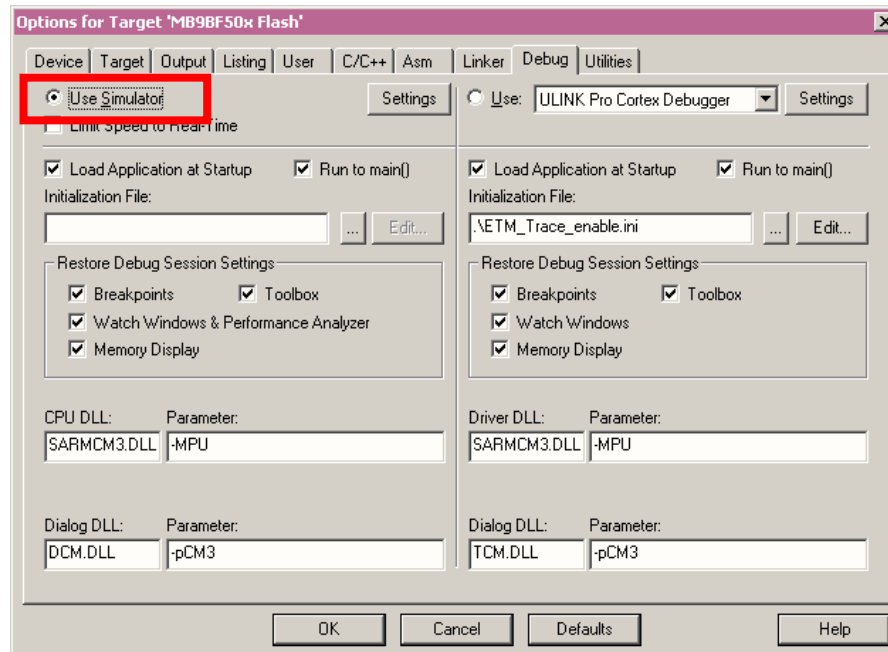 Options for Target 'MB9BF50x Flash'
Device Target Output Listing User C/C++ Asm Linker Debug Utilities
Use Simulator Settings
Limit Speed to Real-Time
Use: ULINK Pro Cortex Debugger Settings
Load Application at Startup Run to main()
Initialization File:
... Edit...
Restore Debug Session Settings
Breakpoints Toolbox
Watch Windows & Performance Analyzer
Memory Display
CPU DLL: Parameter:
SARMCM3.DLL -MPU
Dialog DLL: Parameter:
DCM.DLL -pCM3
Load Application at Startup Run to main()
Initialization File:
.\ETM_Trace_enable.ini ... Edit...
Restore Debug Session Settings
Breakpoints Toolbox
Watch Windows
Memory Display
Driver DLL: Parameter:
SARMCM3.DLL -MPU
Dialog DLL: Parameter:
TCM.DLL -pCM3
OK Cancel Defaults Help